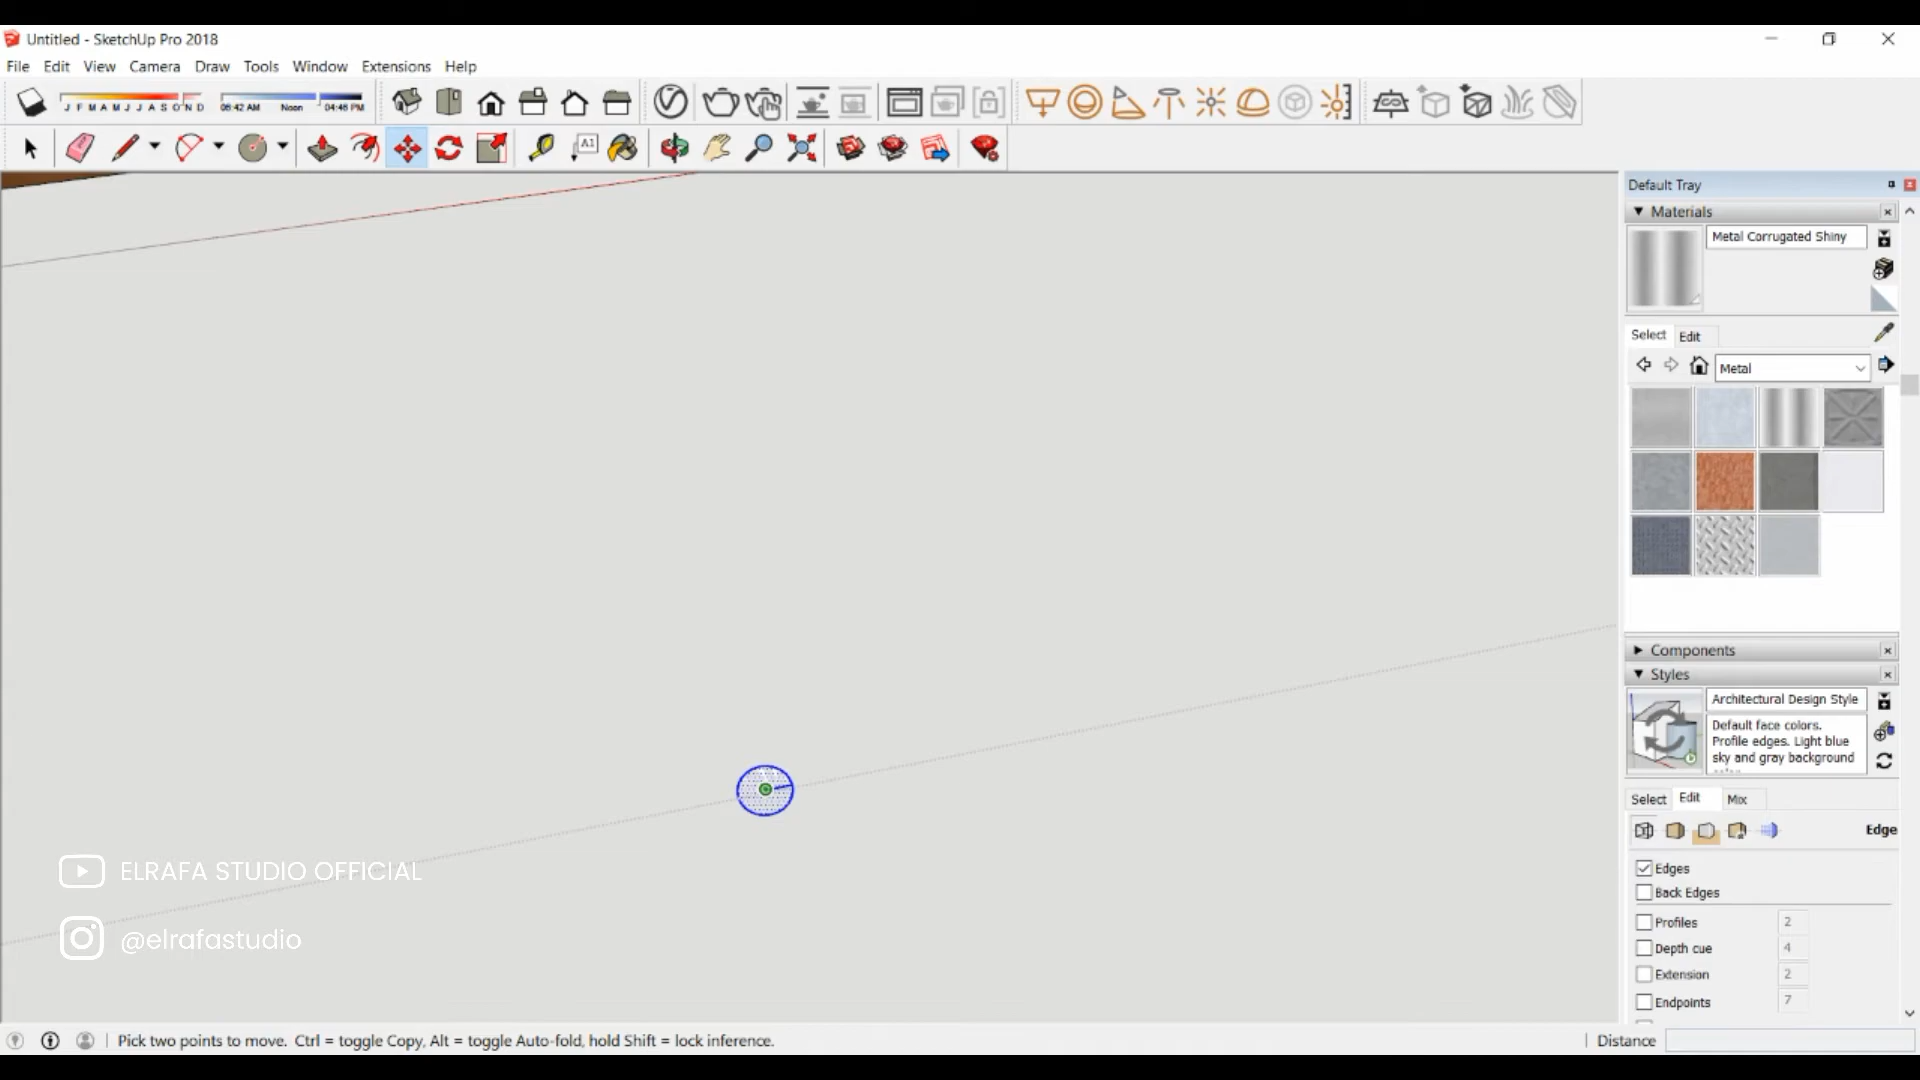 Untitled - SketchUp Pro 2018
File Edit View Camera Draw Tools Window Extensions Help
J F M A M J J A S O N D 06:42 AM Noon 04:46 PM
A1
Default Tray
Materials
Metal Corrugated Shiny
Select Edit
Metal
Components
Styles
Architectural Design Style
Default face colors.
Profile edges. Light blue
sky and gray background
Select Edit Mix
Edge
Edges
Back Edges
Profiles 2
Depth cue 4
Extension 2
Endpoints 7
ELRAFA STUDIO OFFICIAL
@elrafastudio
Pick two points to move. Ctrl = toggle Copy, Alt = toggle Auto-fold, hold Shift = lock inference.
Distance